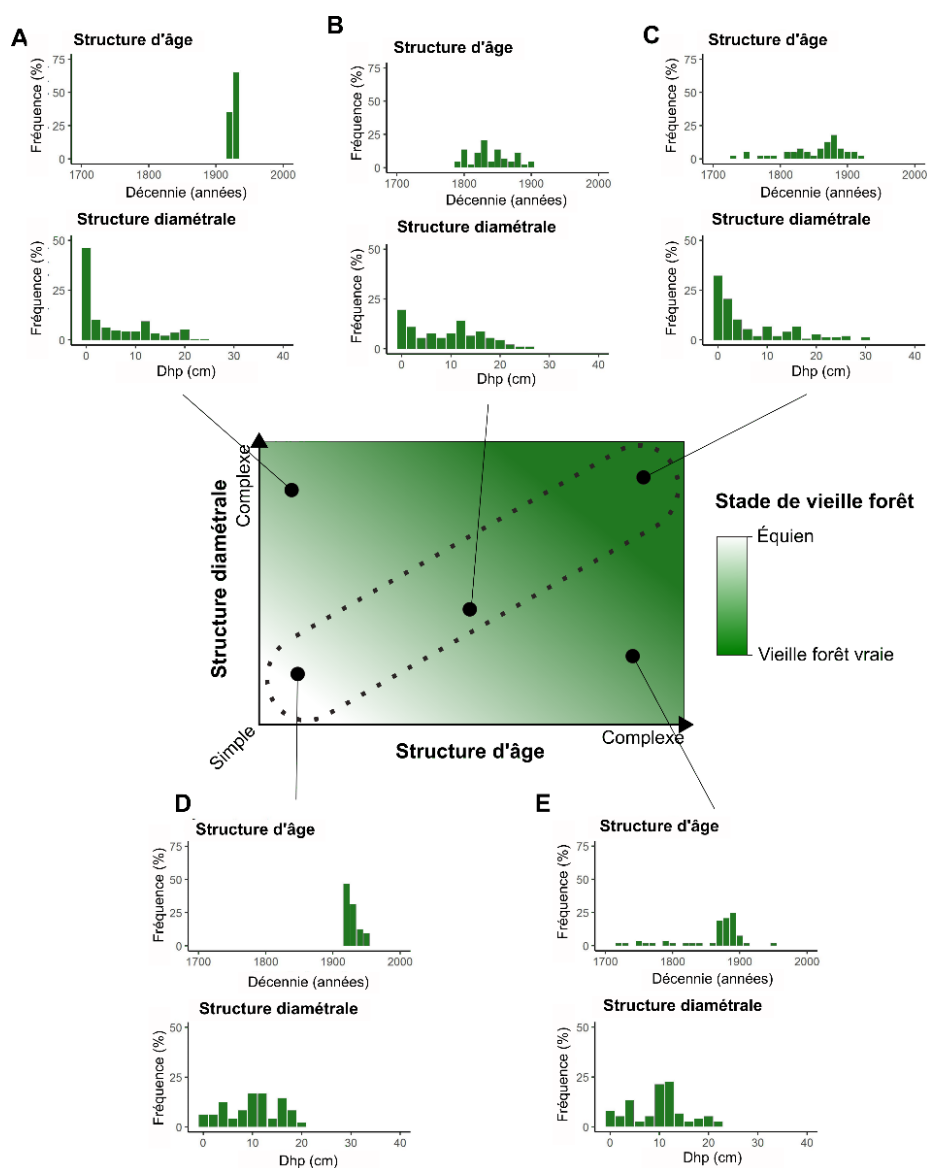 A
Structure d'âge
Fréquence (%)
75
50
25
0
1700
1800
1900
2000
Décennie (années)
Structure diamétrale
Fréquence (%)
50
25
0
0
10
20
30
40
Dhp (cm)
B
Structure d'âge
Fréquence (%)
75
50
25
0
1700
1800
1900
2000
Décennie (années)
Structure diamétrale
Fréquence (%)
50
25
0
0
10
20
30
40
Dhp (cm)
C
Structure d'âge
Fréquence (%)
75
50
25
0
1700
1800
1900
2000
Décennie (années)
Structure diamétrale
Fréquence (%)
50
25
0
0
10
20
30
40
Dhp (cm)
Structure diamétrale
Complexe
Simple
Structure d'âge
Complexe
Stade de vieille forêt
Équien
Vieille forêt vraie
D
Structure d'âge
Fréquence (%)
75
50
25
0
1700
1800
1900
2000
Décennie (années)
Structure diamétrale
Fréquence (%)
50
25
0
0
10
20
30
40
Dhp (cm)
E
Structure d'âge
Fréquence (%)
75
50
25
0
1700
1800
1900
2000
Décennie (années)
Structure diamétrale
Fréquence (%)
50
25
0
0
10
20
30
40
Dhp (cm)